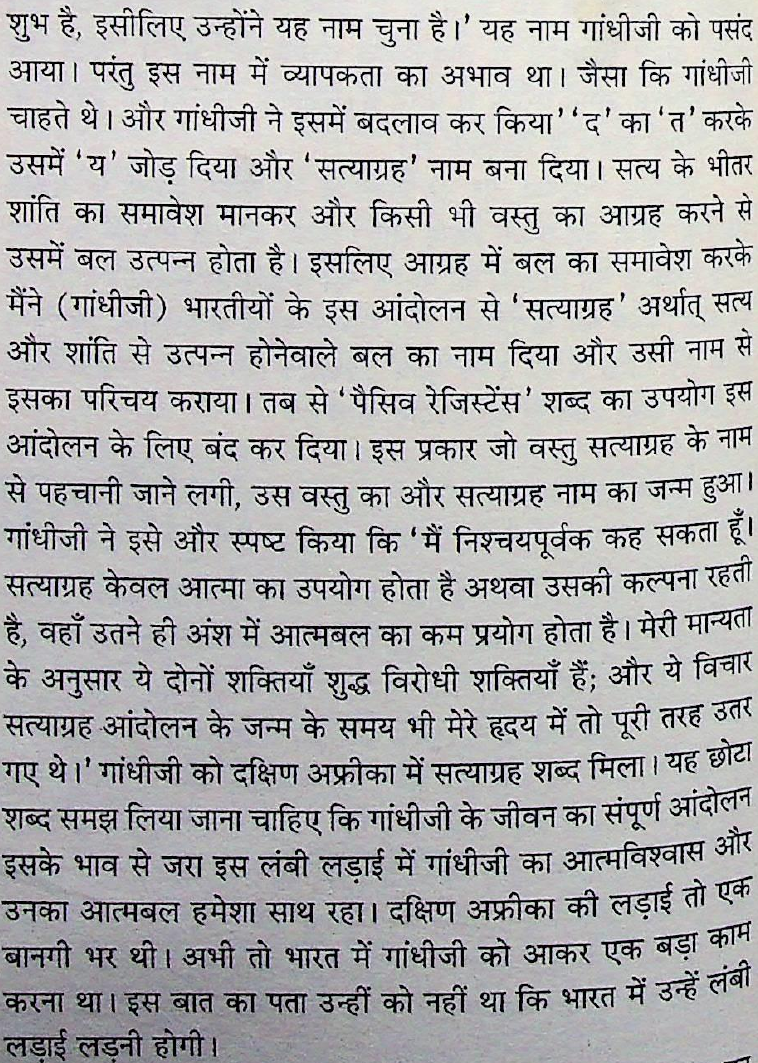 शुभ है, इसीलिए उन्होंने यह नाम चुना है।’ यह नाम गांधीजी को पसंद
आया। परंतु इस नाम में व्यापकता का अभाव था। जैसा कि गांधीजी
चाहते थे। और गांधीजी ने इसमें बदलाव कर किया’ ‘द’ का ‘त’ करके
उसमें ‘य’ जोड़ दिया और ‘सत्याग्रह’ नाम बना दिया। सत्य के भीतर
शांति का समावेश मानकर और किसी भी वस्तु का आग्रह करने से
उसमें बल उत्पन्न होता है। इसलिए आग्रह में बल का समावेश करके
मैंने (गांधीजी) भारतीयों के इस आंदोलन से ‘सत्याग्रह’ अर्थात् सत्य
और शांति से उत्पन्न होनेवाले बल का नाम दिया और उसी नाम से
इसका परिचय कराया। तब से ‘पैसिव रेजिस्टेंस’ शब्द का उपयोग इस
आंदोलन के लिए बंद कर दिया। इस प्रकार जो वस्तु सत्याग्रह के नाम
से पहचानी जाने लगी, उस वस्तु का और सत्याग्रह नाम का जन्म हुआ।
गांधीजी ने इसे और स्पष्ट किया कि ‘मैं निश्चयपूर्वक कह सकता हूँ।
सत्याग्रह केवल आत्मा का उपयोग होता है अथवा उसकी कल्पना रहती
है, वहाँ उतने ही अंश में आत्मबल का कम प्रयोग होता है। मेरी मान्यता
के अनुसार ये दोनों शक्तियाँ शुद्ध विरोधी शक्तियाँ हैं; और ये विचार
सत्याग्रह आंदोलन के जन्म के समय भी मेरे हृदय में तो पूरी तरह उतर
गए थे।’ गांधीजी को दक्षिण अफ्रीका में सत्याग्रह शब्द मिला। यह छोटा
शब्द समझ लिया जाना चाहिए कि गांधीजी के जीवन का संपूर्ण आंदोलन
इसके भाव से जरा इस लंबी लड़ाई में गांधीजी का आत्मविश्वास और
उनका आत्मबल हमेशा साथ रहा। दक्षिण अफ्रीका की लड़ाई तो एक
बानगी भर थी। अभी तो भारत में गांधीजी को आकर एक बड़ा काम
करना था। इस बात का पता उन्हीं को नहीं था कि भारत में उन्हें लंबी
लड़ाई लड़नी होगी।